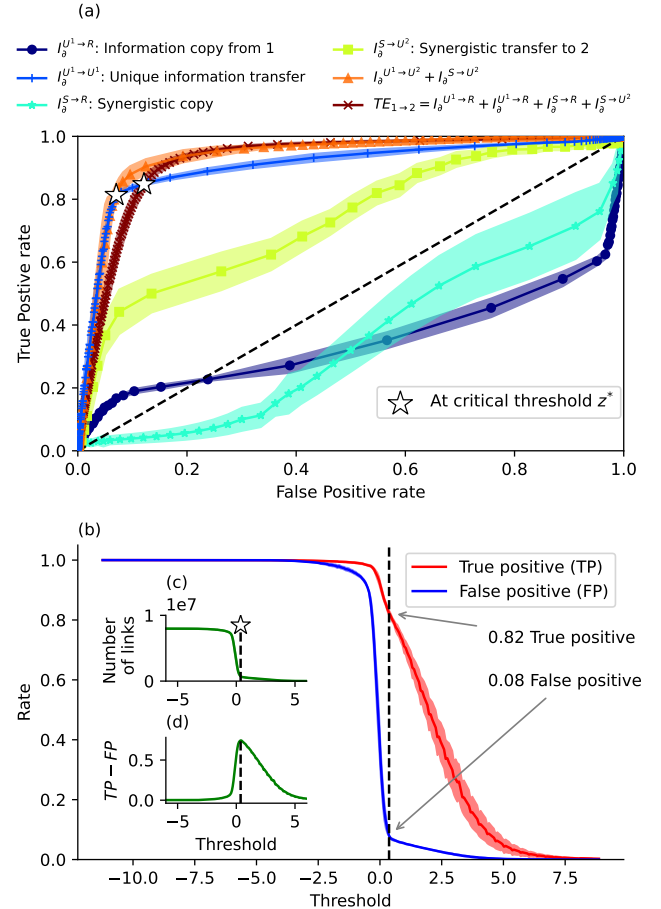 (a)
I∂^{U¹→R}: Information copy from 1
I∂^{U¹→U¹}: Unique information transfer
I∂^{S→R}: Synergistic copy
I∂^{S→U²}: Synergistic transfer to 2
I∂^{U¹→U²} + I∂^{S→U²}
TE₁→₂ = I∂^{U¹→R} + I∂^{U¹→R} + I∂^{S→R} + I∂^{S→U²}
1.0
0.8
0.6
0.4
0.2
0.0
True Postive rate
At critical threshold z*
0.0 0.2 0.4 0.6 0.8 1.0
False Positive rate
(b)
1.0
0.8
0.6
0.4
0.2
0.0
Rate
True positive (TP)
False positive (FP)
0.82 True positive
0.08 False positive
(c)
1e7
1
0
Number
of links
−5 0 5
(d)
0.5
0.0
TP − FP
−5 0 5
Threshold
−10.0 −7.5 −5.0 −2.5 0.0 2.5 5.0 7.5
Threshold